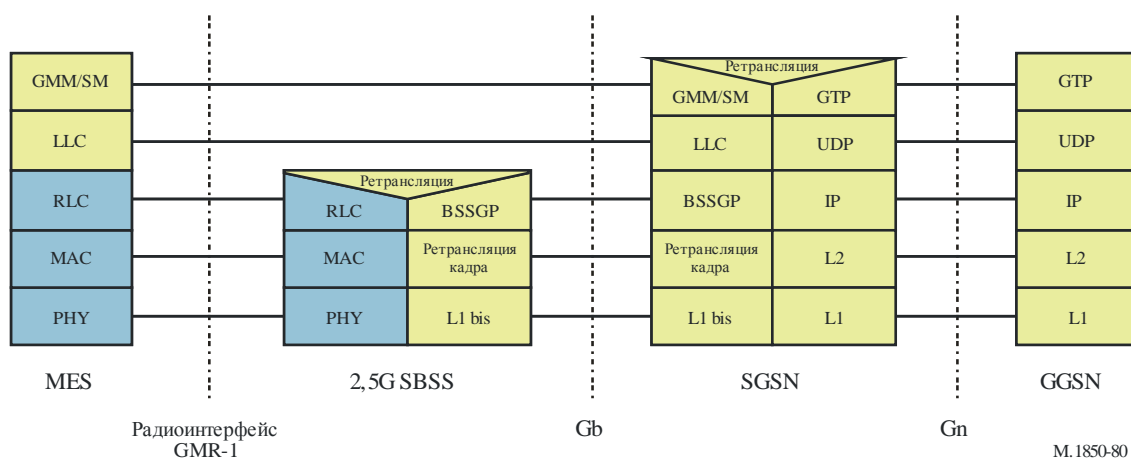 Ретрансляция
GMM/SM
GMM/SM
GTP
GTP
LLC
LLC
UDP
UDP
Ретрансляция
RLC
RLC
BSSGP
BSSGP
IP
IP
MAC
MAC
Ретрансляция
кадра
Ретрансляция
кадра
L2
L2
PHY
PHY
L1 bis
L1 bis
L1
L1
MES
2,5G SBSS
SGSN
GGSN
Радиоинтерфейс
GMR-1
Gb
Gn
M.1850-80